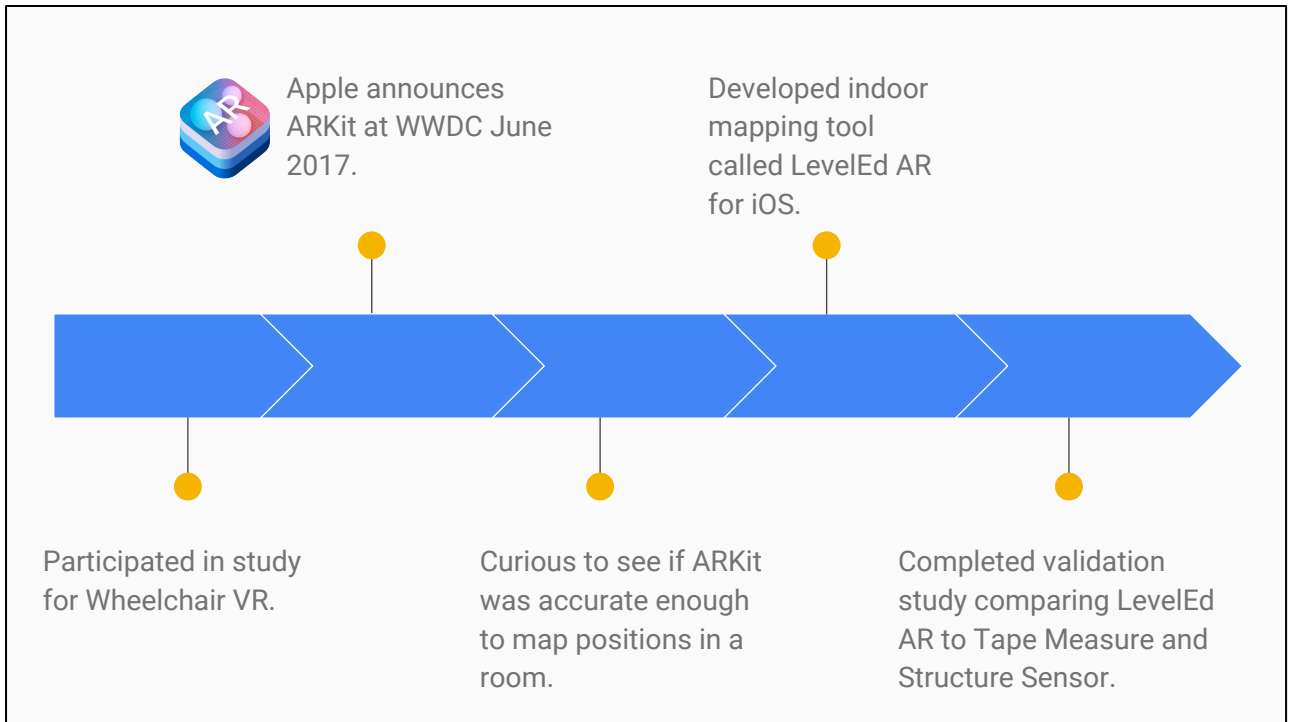 AR
Apple announces
ARKit at WWDC June
2017.
Developed indoor
mapping tool
called LevelEd AR
for iOS.
Participated in study
for Wheelchair VR.
Curious to see if ARKit
was accurate enough
to map positions in a
room.
Completed validation
study comparing LevelEd
AR to Tape Measure and
Structure Sensor.